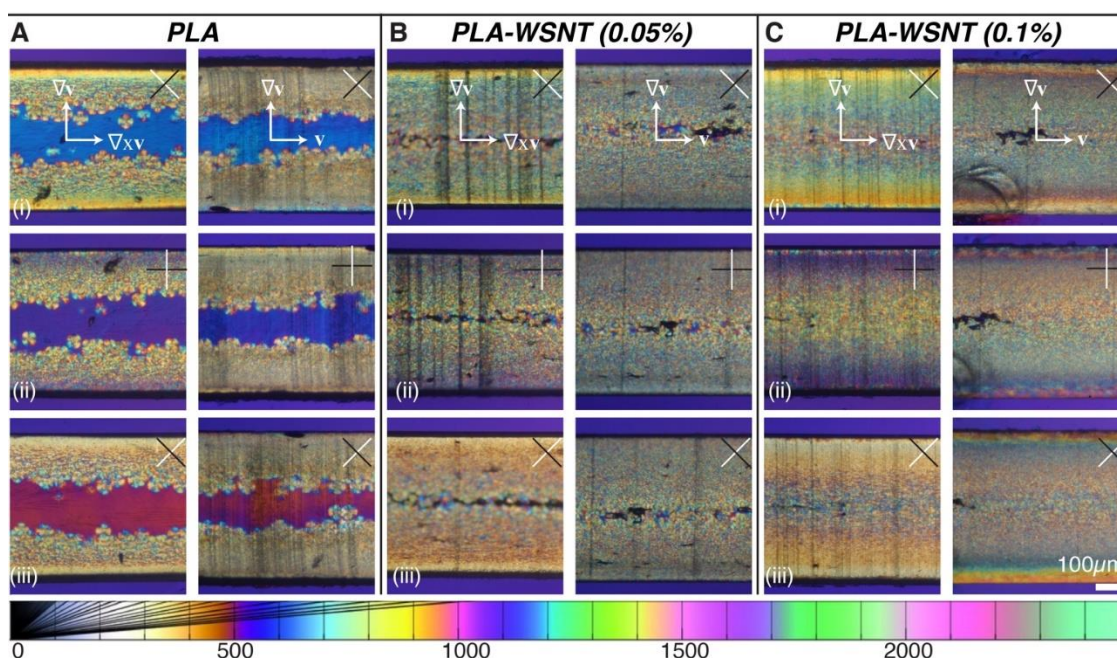 A PLA B PLA-WSNT (0.05%) C PLA-WSNT (0.1%)
∇v ∇v ∇v ∇v ∇v ∇v
∇xv v ∇xv v ∇xv v
(i) (i) (i)
(ii) (ii) (ii)
(iii) (iii) (iii)
100μm
0 500 1000 1500 2000